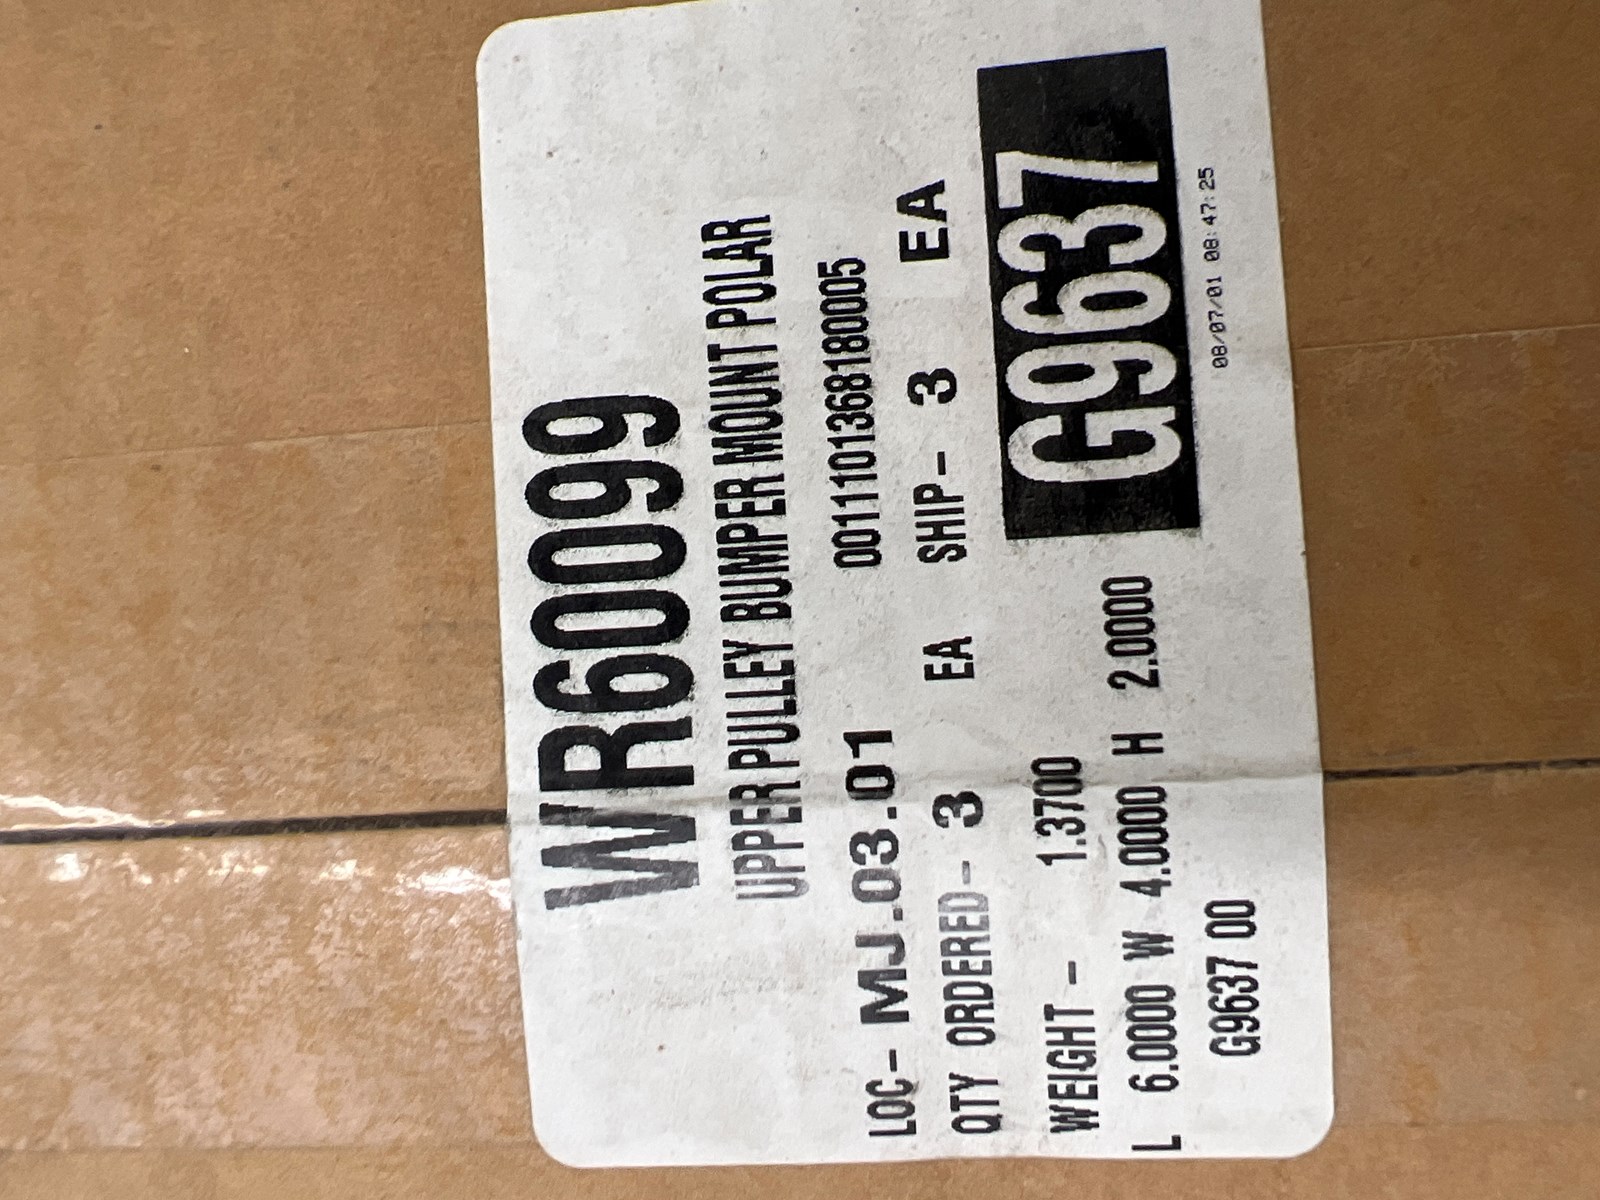 WR60099
UPPER PULLEY BUMPER MOUNT POLAR
LOC- MJ.03.01 0011101368180005
QTY ORDERED- 3 EA SHIP- 3 EA
WEIGHT - 1.3700
L 6.0000 W 4.0000 H 2.0000
G9637
G9637 00
08/07/01 08:47:25